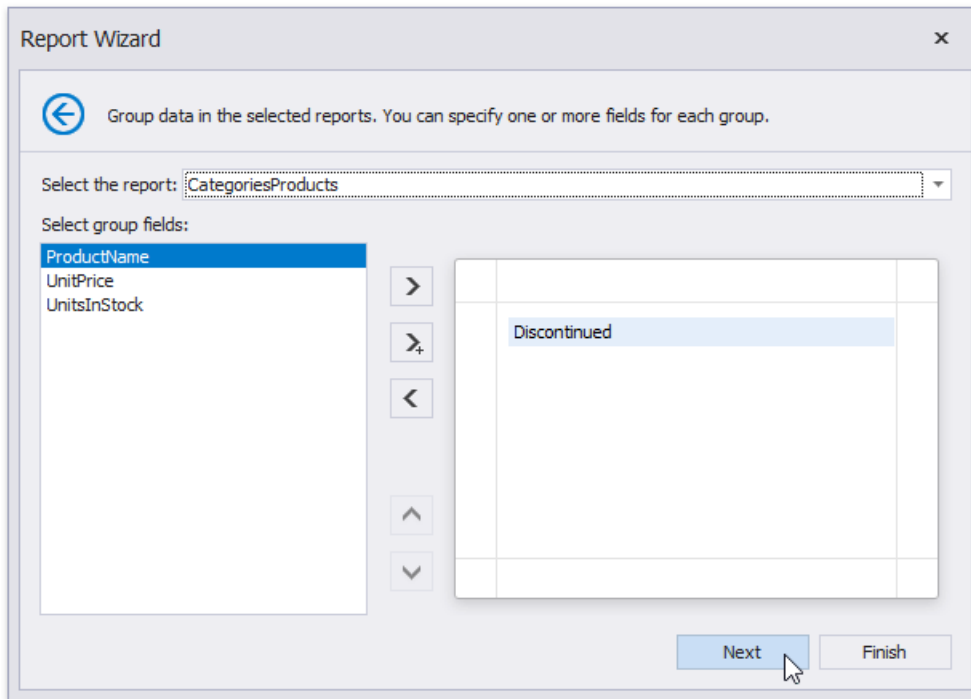 Report Wizard
Group data in the selected reports. You can specify one or more fields for each group.
Select the report: CategoriesProducts
Select group fields:
ProductName
UnitPrice
UnitsInStock
Discontinued
Next
Finish